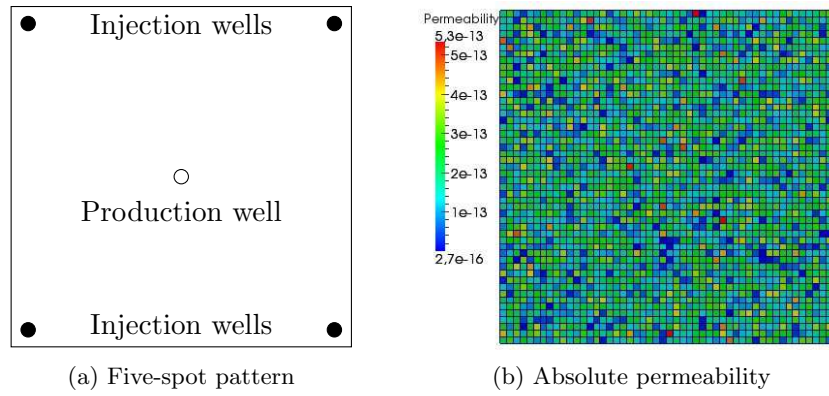 Injection wells
Production well
Injection wells
(a) Five-spot pattern
Permeability
5,3e-13
5e-13
4e-13
3e-13
2e-13
1e-13
2,7e-16
(b) Absolute permeability